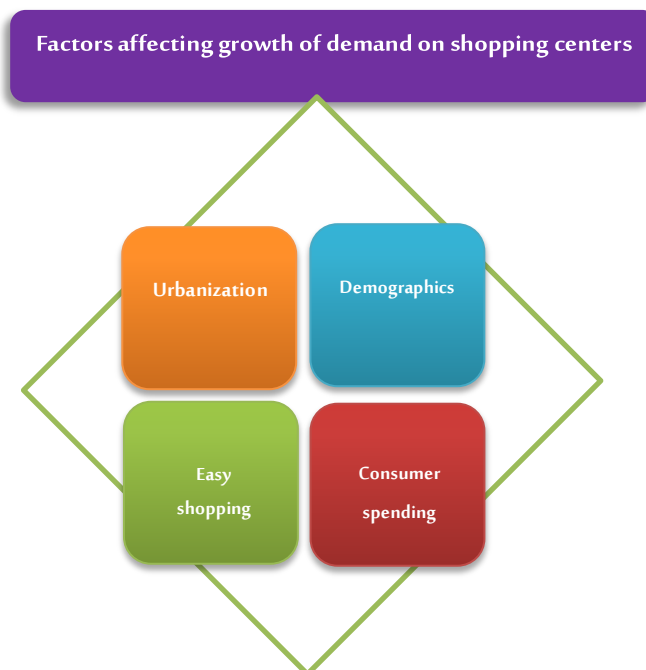 Factors affecting growth of demand on shopping centers
Urbanization
Demographics
Easy
shopping
Consumer
spending